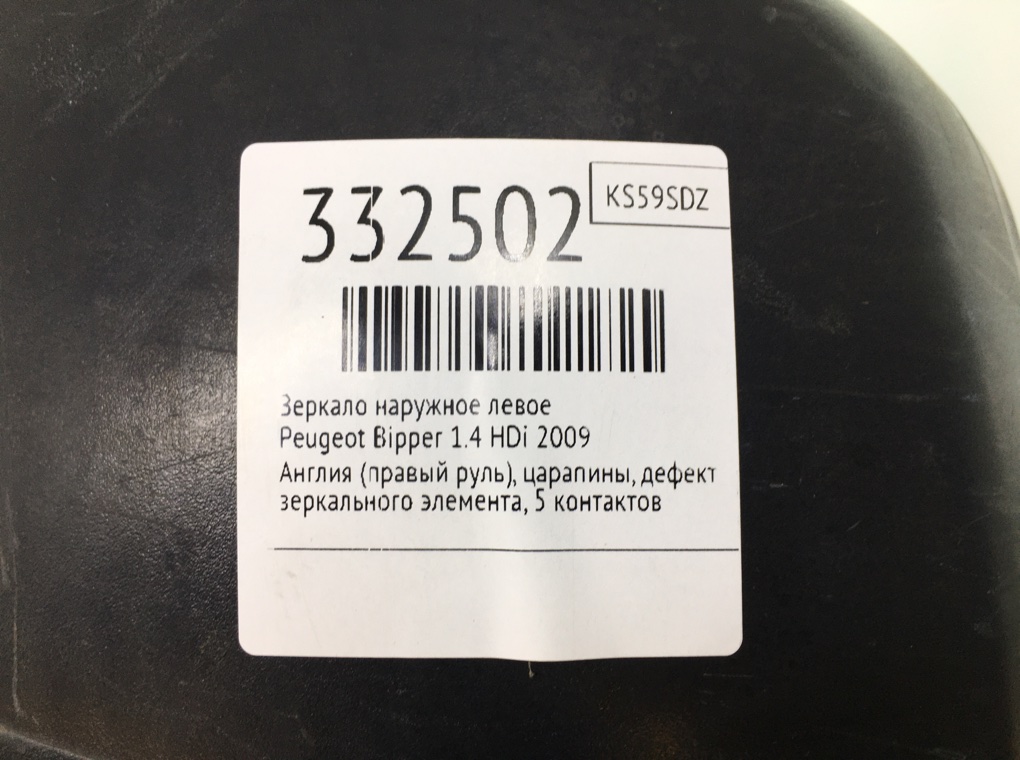 332502
KS59SDZ
Зеркало наружное левое
Peugeot Bipper 1.4 HDi 2009
Англия (правый руль), царапины, дефект
зеркального элемента, 5 контактов